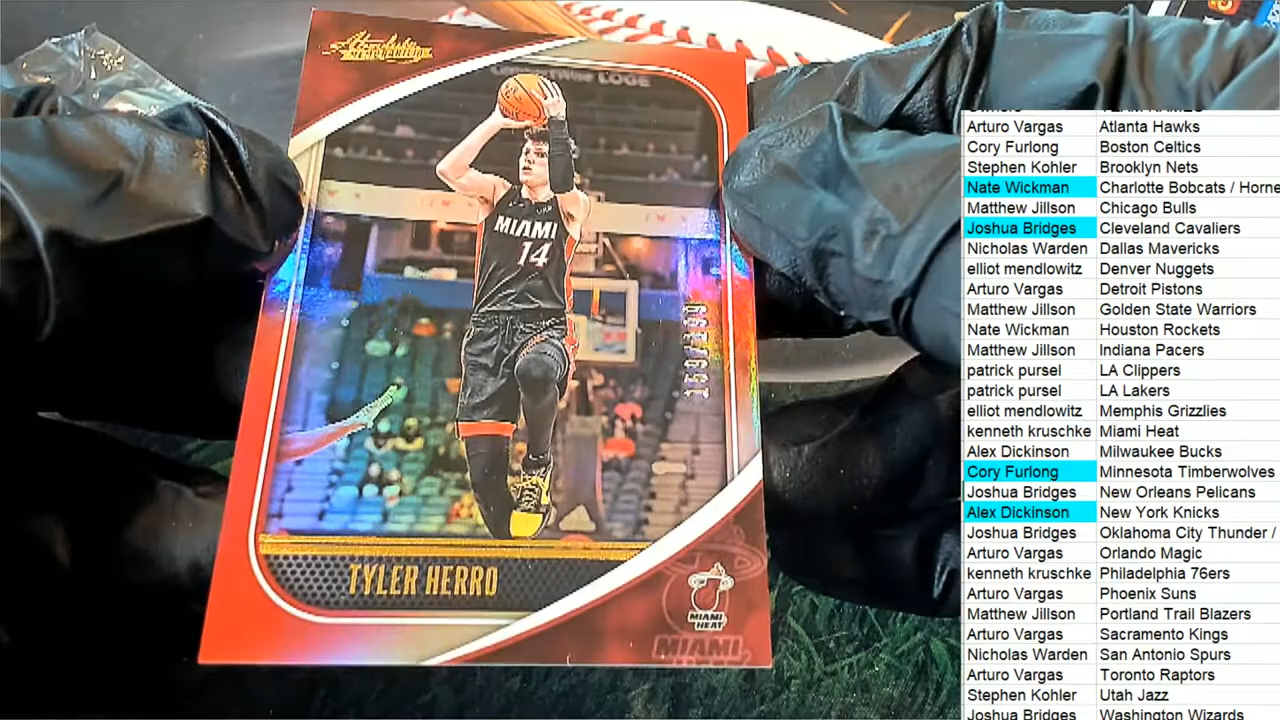 Absolute
MEMORABILIA
LOGE
MIAMI
14
TYLER HERRO
MIAMI
HEAT
MIAMI
Arturo Vargas Atlanta Hawks
Cory Furlong Boston Celtics
Stephen Kohler Brooklyn Nets
Nate Wickman Charlotte Bobcats / Horne
Matthew Jillson Chicago Bulls
Joshua Bridges Cleveland Cavaliers
Nicholas Warden Dallas Mavericks
elliot mendlowitz Denver Nuggets
Arturo Vargas Detroit Pistons
Matthew Jillson Golden State Warriors
Nate Wickman Houston Rockets
Matthew Jillson Indiana Pacers
patrick pursel LA Clippers
patrick pursel LA Lakers
elliot mendlowitz Memphis Grizzlies
kenneth kruschke Miami Heat
Alex Dickinson Milwaukee Bucks
Cory Furlong Minnesota Timberwolves
Joshua Bridges New Orleans Pelicans
Alex Dickinson New York Knicks
Joshua Bridges Oklahoma City Thunder /
Arturo Vargas Orlando Magic
kenneth kruschke Philadelphia 76ers
Arturo Vargas Phoenix Suns
Matthew Jillson Portland Trail Blazers
Arturo Vargas Sacramento Kings
Nicholas Warden San Antonio Spurs
Arturo Vargas Toronto Raptors
Stephen Kohler Utah Jazz
Joshua Bridges Washington Wizards